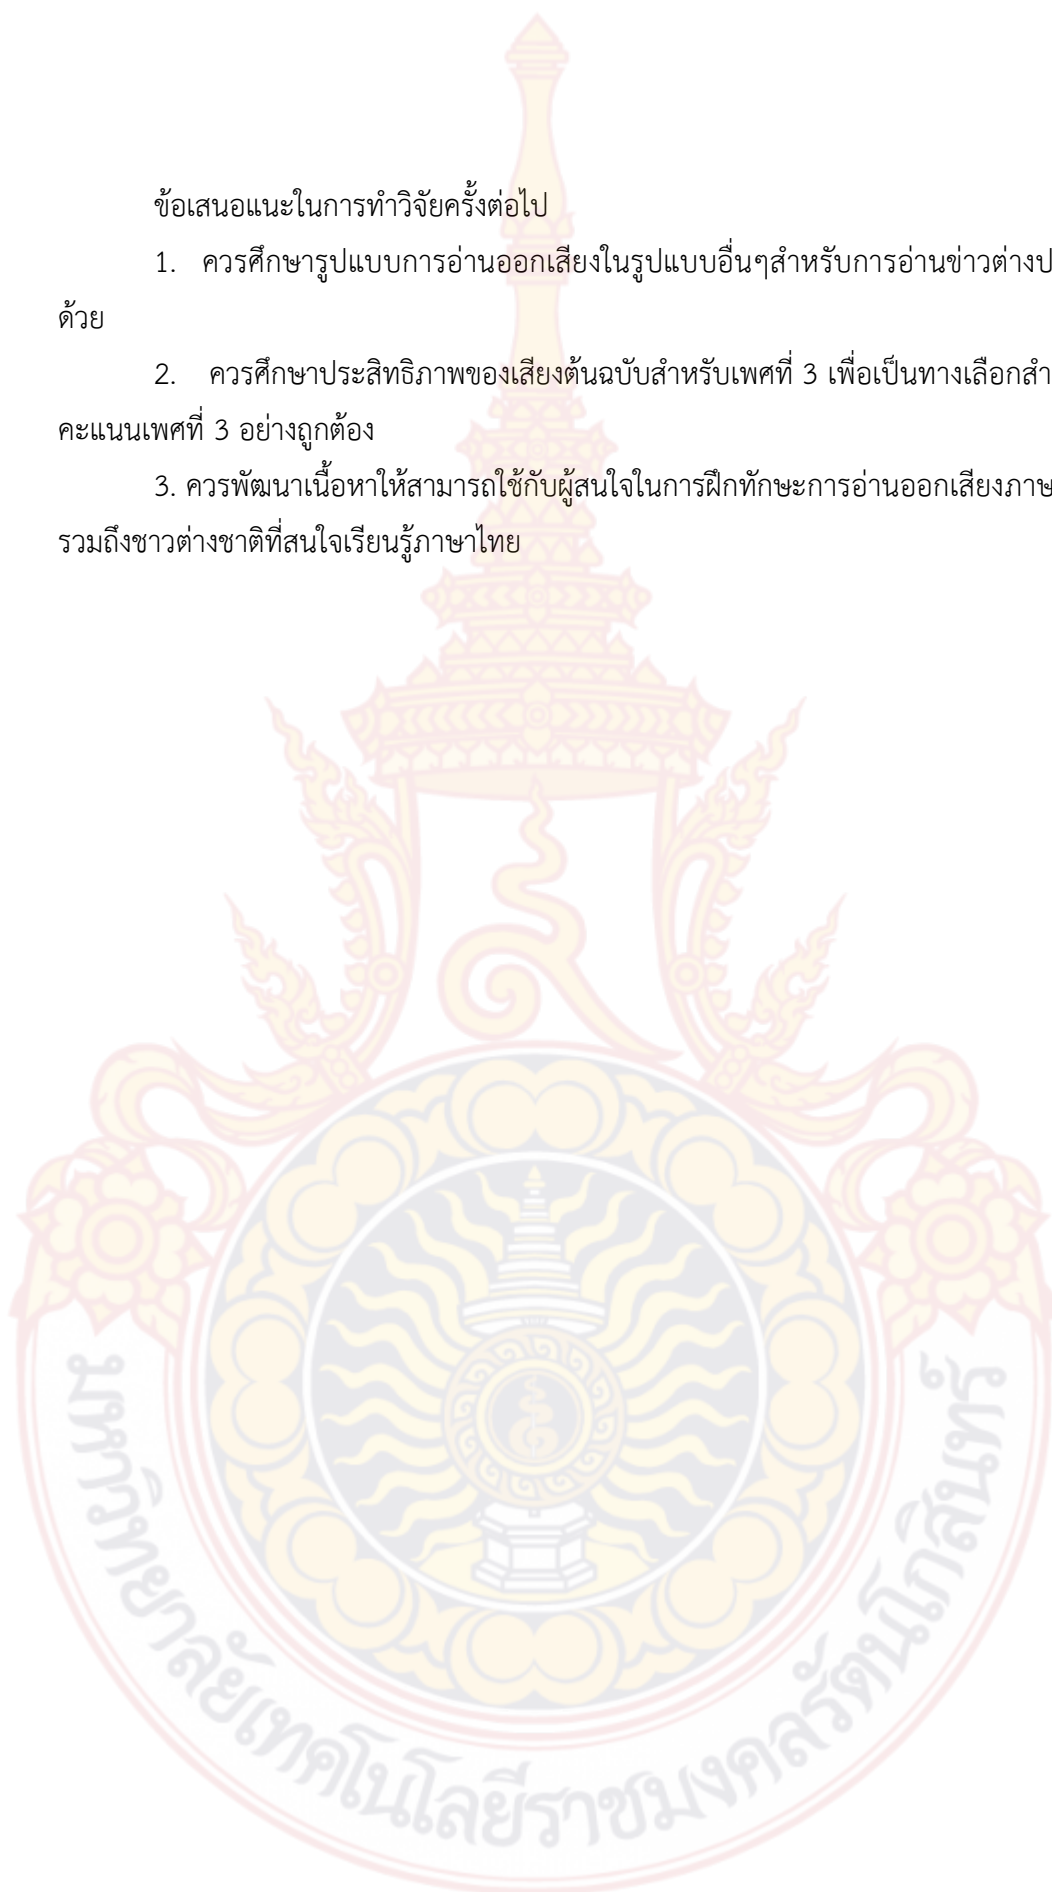 ข้อเสนอแนะในการทำวิจัยครั้งต่อไป
1. ควรศึกษารูปแบบการอ่านออกเสียงในรูปแบบอื่นๆสำหรับการอ่านข่าวต่างป
ด้วย
2. ควรศึกษาประสิทธิภาพของเสียงต้นฉบับสำหรับเพศที่ 3 เพื่อเป็นทางเลือกสำ
คะแนนเพศที่ 3 อย่างถูกต้อง
3. ควรพัฒนาเนื้อหาให้สามารถใช้กับผู้สนใจในการฝึกทักษะการอ่านออกเสียงภาษ
รวมถึงชาวต่างชาติที่สนใจเรียนรู้ภาษาไทย
มหาวิทยาลัยเทคโนโลยีราชมงคลรัตนโกสินทร์